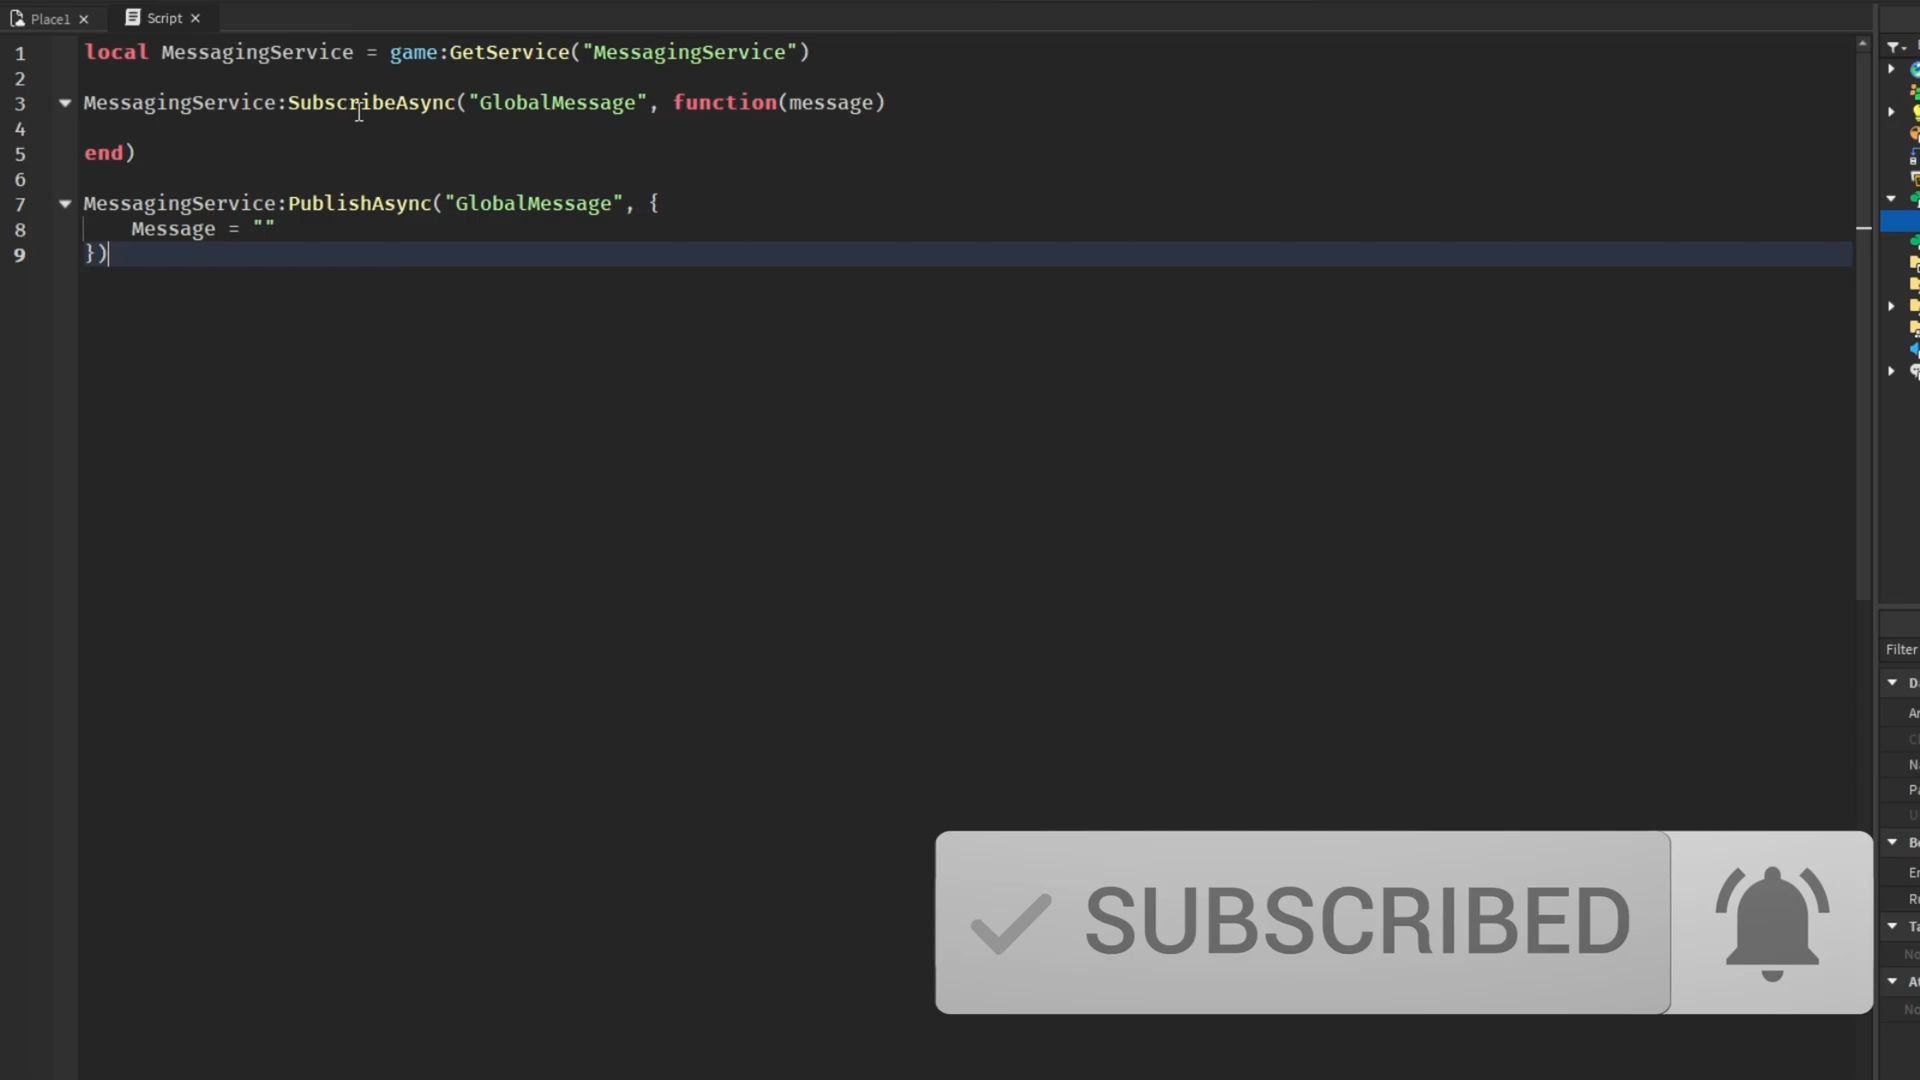 Place1
Script
1 local MessagingService = game:GetService("MessagingService")
2
3 MessagingService:SubscribeAsync("GlobalMessage", function(message)
4
5 end)
6
7 MessagingService:PublishAsync("GlobalMessage", {
8 Message = ""
9 })
Filter
SUBSCRIBED